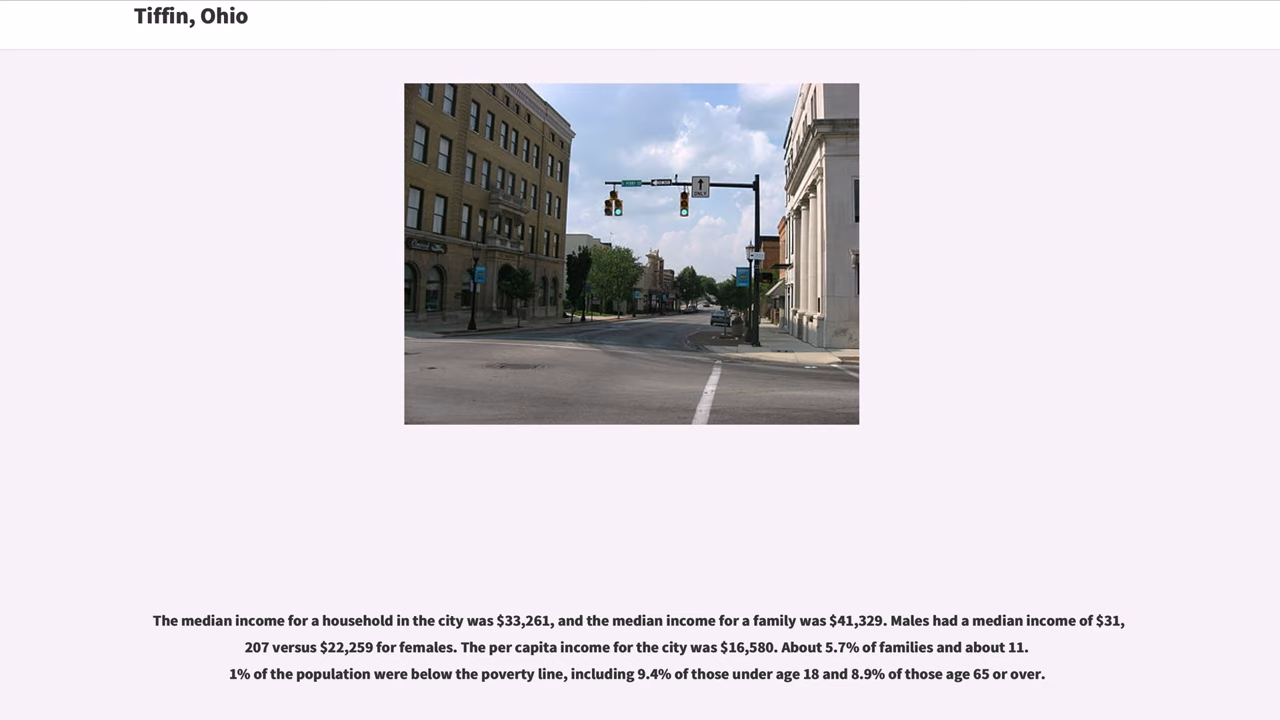 Tiffin, Ohio
ONLY
The median income for a household in the city was $33,261, and the median income for a family was $41,329. Males had a median income of $31,
207 versus $22,259 for females. The per capita income for the city was $16,580. About 5.7% of families and about 11.
1% of the population were below the poverty line, including 9.4% of those under age 18 and 8.9% of those age 65 or over.